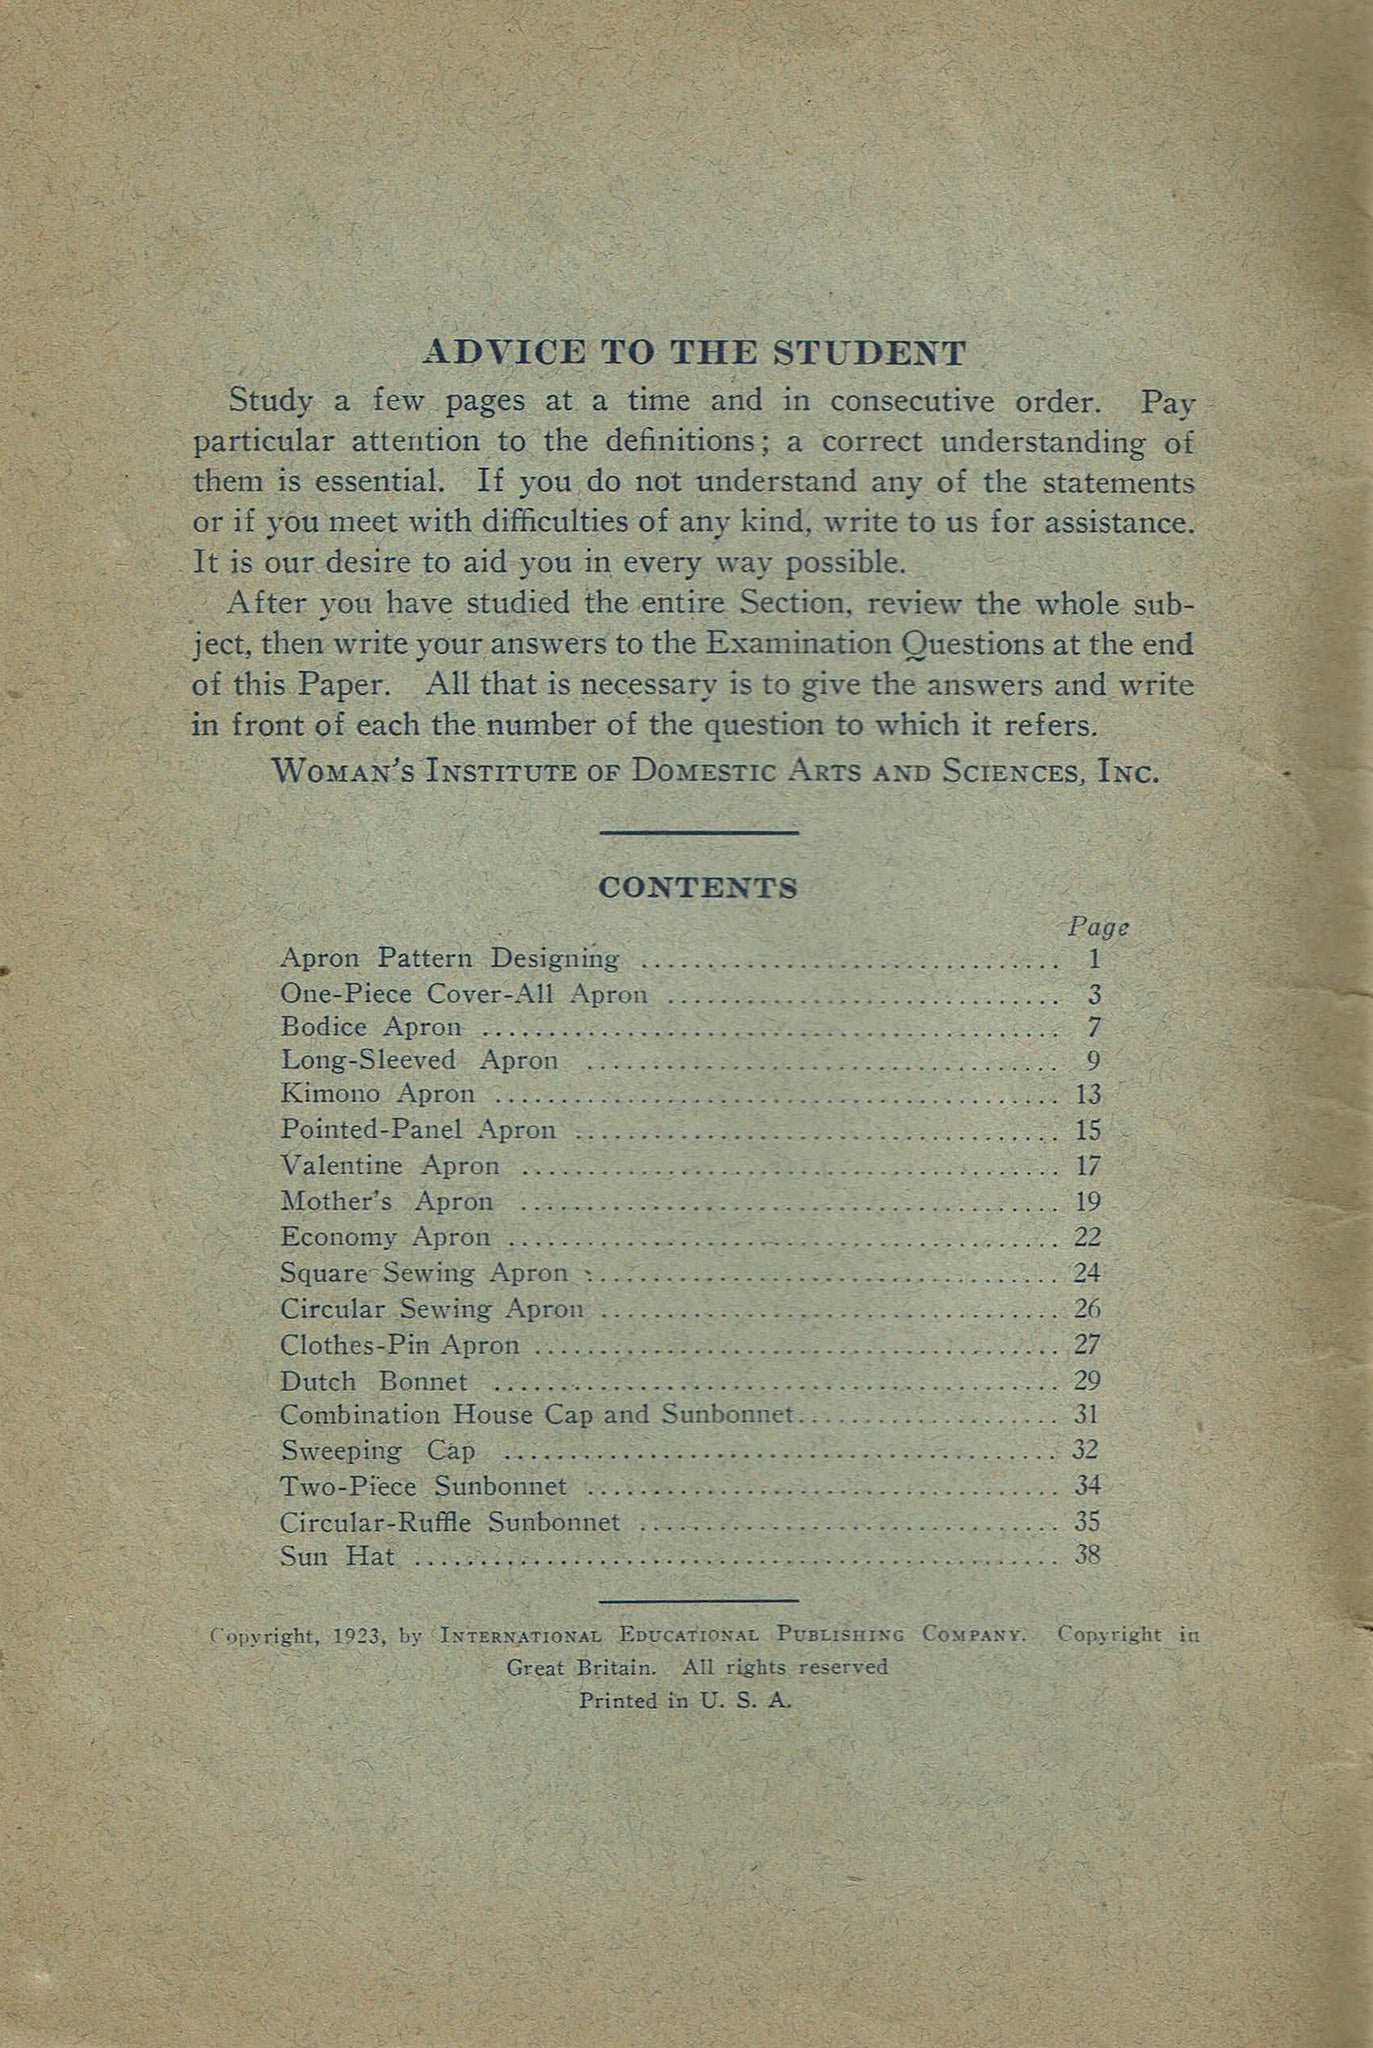 ADVICE TO THE STUDENT
Study a few pages at a time and in consecutive order. Pay
particular attention to the definitions; a correct understanding of
them is essential. If you do not understand any of the statements
or if you meet with difficulties of any kind, write to us for assistance.
It is our desire to aid you in every way possible.
After you have studied the entire Section, review the whole sub-
ject, then write your answers to the Examination Questions at the end
of this Paper. All that is necessary is to give the answers and write
in front of each the number of the question to which it refers.
WOMAN'S INSTITUTE OF DOMESTIC ARTS AND SCIENCES, INC.
CONTENTS
Page
Apron Pattern Designing ................................ 1
One-Piece Cover-All Apron .............................. 3
Bodice Apron ............................................ 7
Long-Sleeved Apron .................................... 9
Kimono Apron ........................................... 13
Pointed-Panel Apron ..................................... 15
Valentine Apron ......................................... 17
Mother's Apron ......................................... 19
Economy Apron .......................................... 22
Square Sewing Apron .................................... 24
Circular Sewing Apron ................................... 26
Clothes-Pin Apron ........................................ 27
Dutch Bonnet ........................................... 29
Combination House Cap and Sunbonnet.................... 31
Sweeping Cap .......................................... 32
Two-Piece Sunbonnet .................................... 34
Circular-Ruffle Sunbonnet ................................ 35
Sun Hat ................................................. 38
Copyright, 1923, by INTERNATIONAL EDUCATIONAL PUBLISHING COMPANY. Copyright in
Great Britain. All rights reserved
Printed in U. S. A.